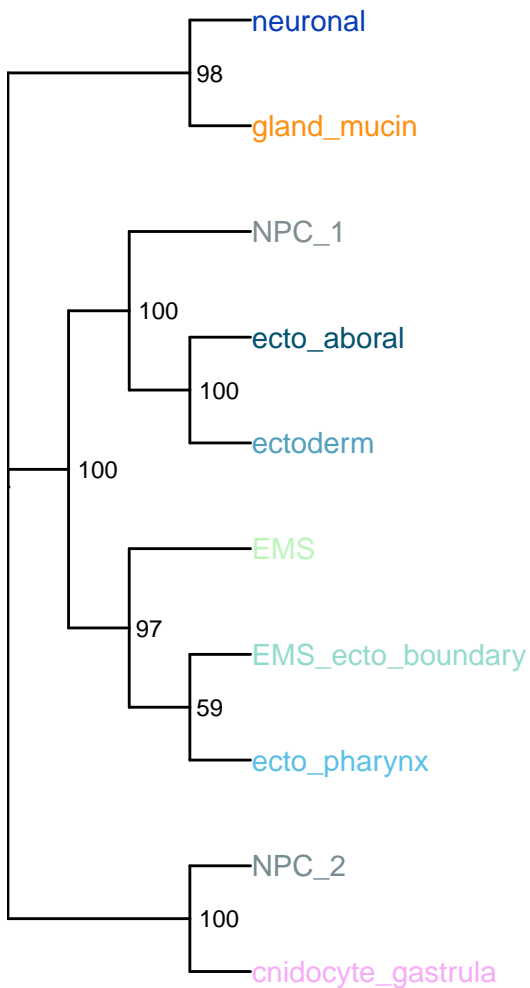 neuronal
98
gland_mucin
NPC_1
100
ecto_aboral
100
ectoderm
100
EMS
97
EMS_ecto_boundary
59
ecto_pharynx
NPC_2
100
cnidocyte_gastrula